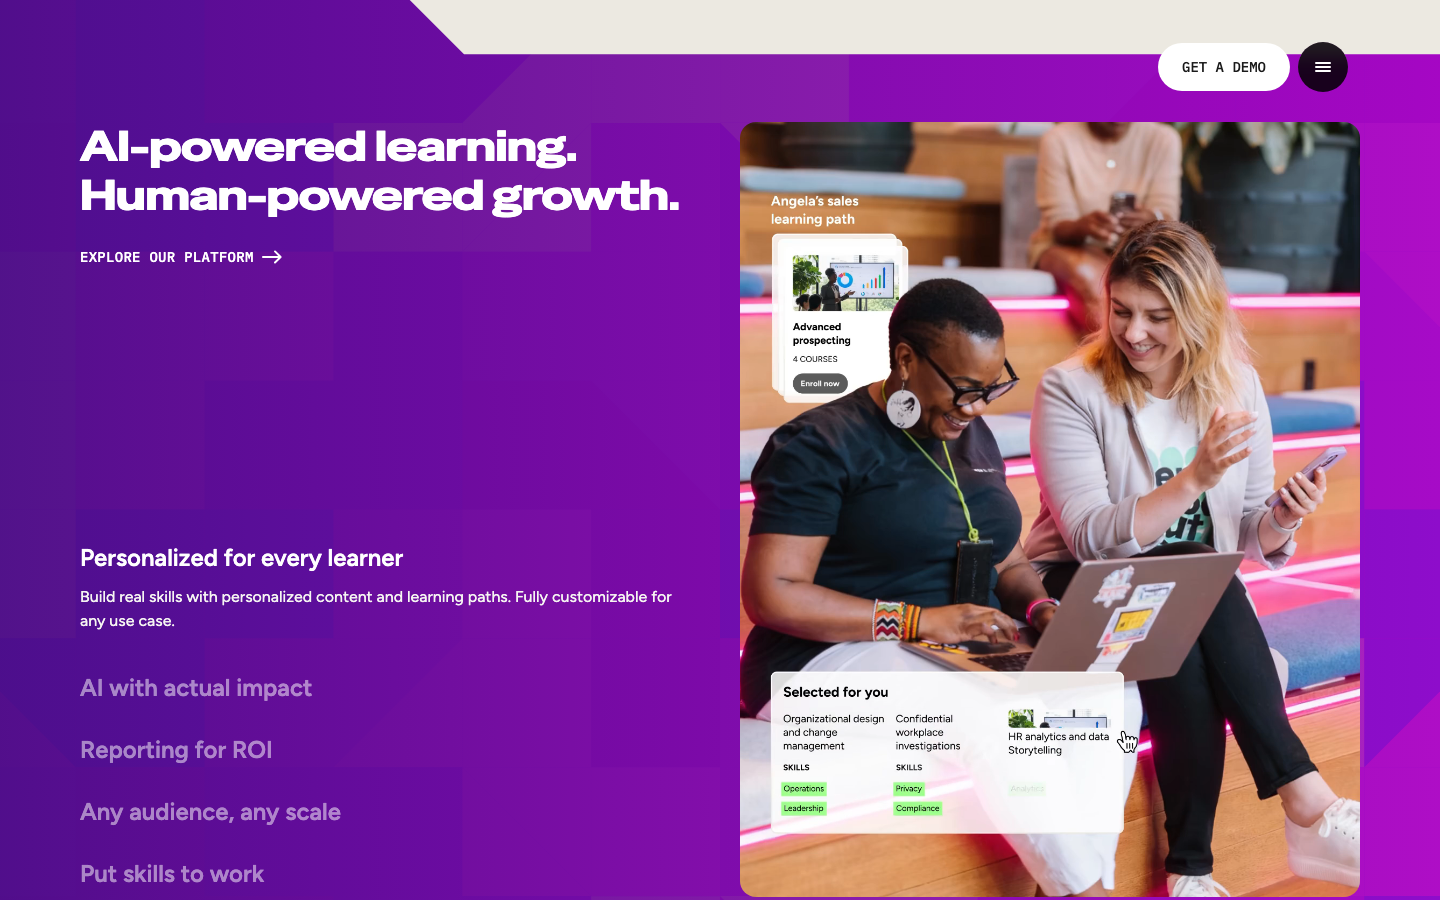 GET A DEMO
AI-powered learning.
Human-powered growth.
EXPLORE OUR PLATFORM
Personalized for every learner
Build real skills with personalized content and learning paths. Fully customizable for
any use case.
AI with actual impact
Reporting for ROI
Any audience, any scale
Put skills to work
Angela's sales
learning path
Advanced
prospecting
4 COURSES
Enroll now
Selected for you
Organizational design
and change
management
SKILLS
Operations
Leadership
Confidential
workplace
investigations
SKILLS
Privacy
Compliance
HR analytics and data
Storytelling
Analytics